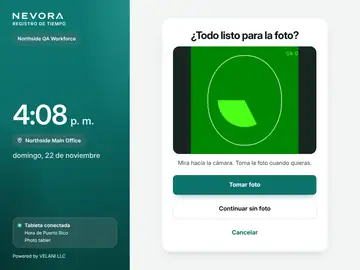 NEVORA
REGISTRO DE TIEMPO
Northside QA Workforce
4:08 p. m.
Northside Main Office
domingo, 22 de noviembre
Tableta conectada
Hora de Puerto Rico
Photo tablet
Powered by VELANI LLC
¿Todo listo para la foto?
Mira hacia la cámara. Toma la foto cuando quieras.
Tomar foto
Continuar sin foto
Cancelar